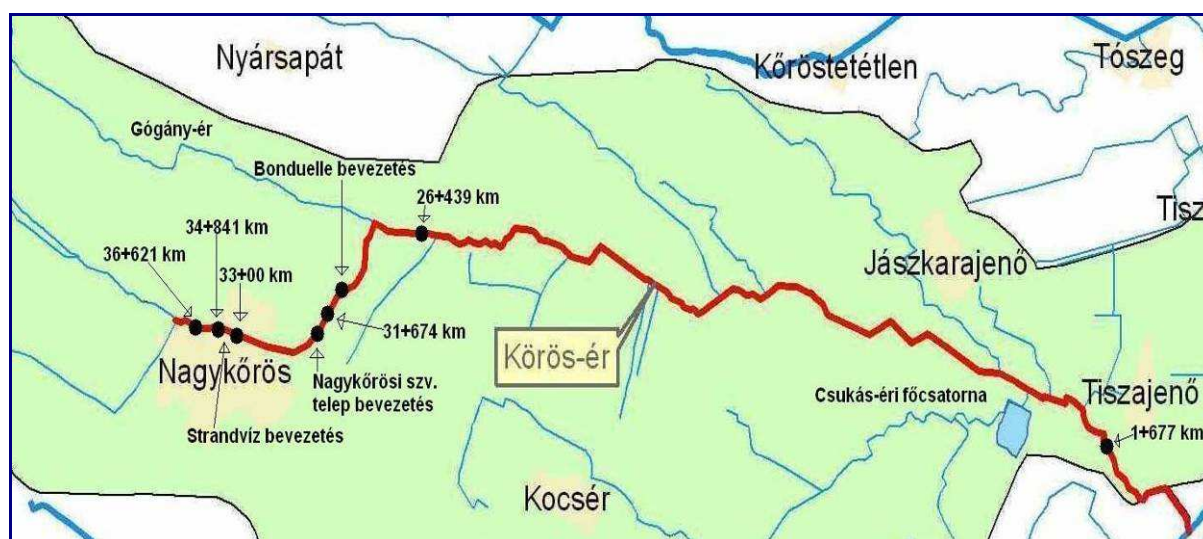 Nyársapát
Kőröstetétlen
Tószeg
Gógány-ér
Bonduelle bevezetés
26+439 km
34+841 km
36+621 km
33+00 km
Tisz
Jászkarajenő
31+674 km
Körös-ér
Nagykőrös
Nagykőrösi szv.
telep bevezetés
Csukás-éri főcsatorna
Tiszajenő
Strandvíz bevezetés
1+677 km
Kocsér